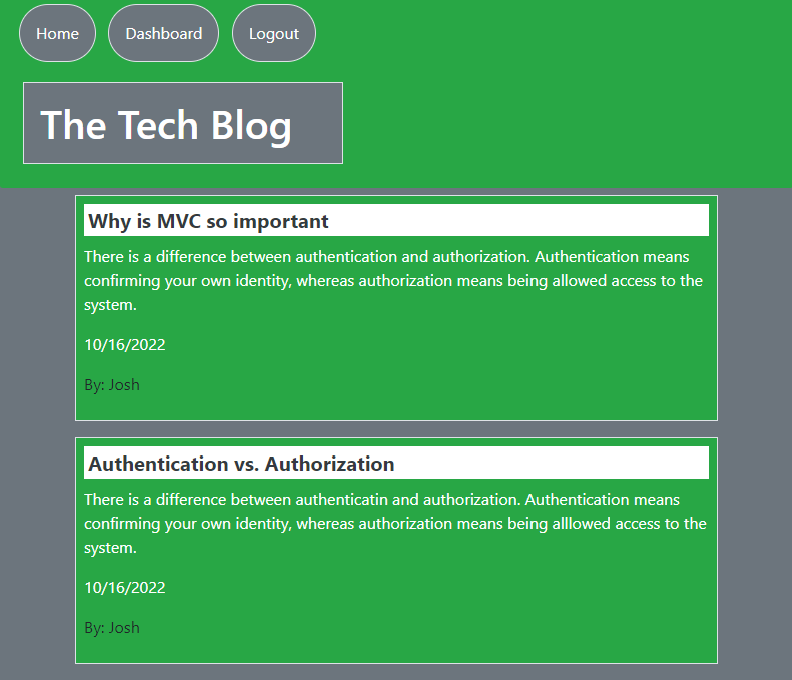 Home Dashboard Logout
The Tech Blog
Why is MVC so important
There is a difference between authentication and authorization. Authentication means
confirming your own identity, whereas authorization means being allowed access to the
system.
10/16/2022
By: Josh
Authentication vs. Authorization
There is a difference between authenticatin and authorization. Authentication means
confirming your own identity, whereas authorization means being alllowed access to the
system.
10/16/2022
By: Josh